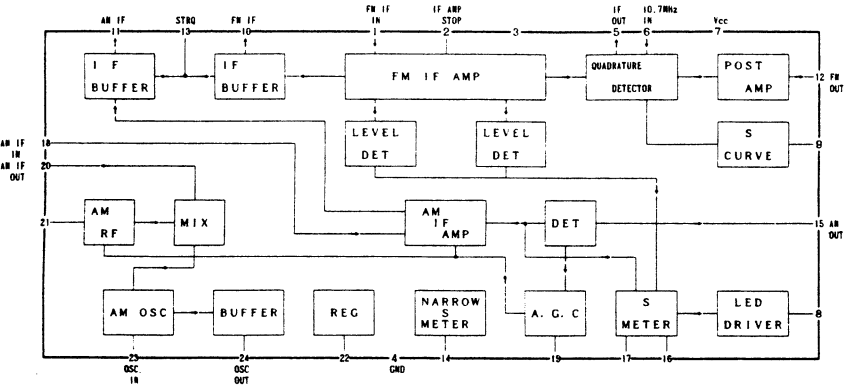 AM IF
11
STRQ
13
FM IF
10
FM IF
IN
1
IF AMP
STOP
2
3
IF
OUT
5
10.7MHz
IN
6
Vcc
7
IF
BUFFER
IF
BUFFER
FM IF AMP
QUADRATURE
DETECTOR
POST
AMP
12 FM
OUT
LEVEL
DET
LEVEL
DET
S
CURVE
9
AM IF
IN
18
AM IF
OUT
20
21
AM
RF
MIX
AM
IF
AMP
DET
15 AM
OUT
AM OSC
BUFFER
REG
NARROW
S
METER
A.G.C
S
METER
LED
DRIVER
8
23
OSC
IN
24
OSC
OUT
22
4
GND
14
19
17
16